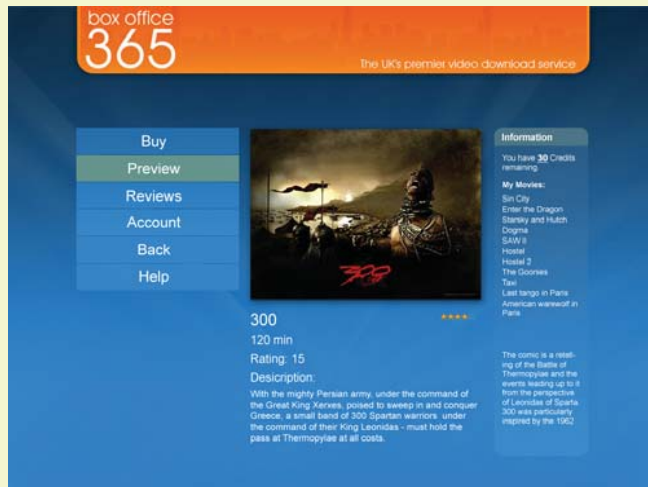 box office
365
The UK's premier video download service
Buy
Preview
Reviews
Account
Back
Help
300
300
120 min
Rating: 15
Desicription:
With the mighty Persian army, under the command of
the Great King Xerxes, poised to sweep in and conquer
Greece, a small band of 300 Spartan warriors under
the command of their King Leonidas - must hold the
pass at Thermopylae at all costs.
Information
You have 30 Credits
remaining.
My Movies:
Sin City
Enter the Dragon
Starsky and Hutch
Dogma
SAW II
Hostel
Hostel 2
The Goonies
Taxi
Last tango in Paris
American warewolf in
Paris
The comic is a retell-
ing of the Battle of
Thermopylae and the
events leading up to it
from the perspective
of Leonidas of Sparta.
300 was particularly
inspired by the 1962